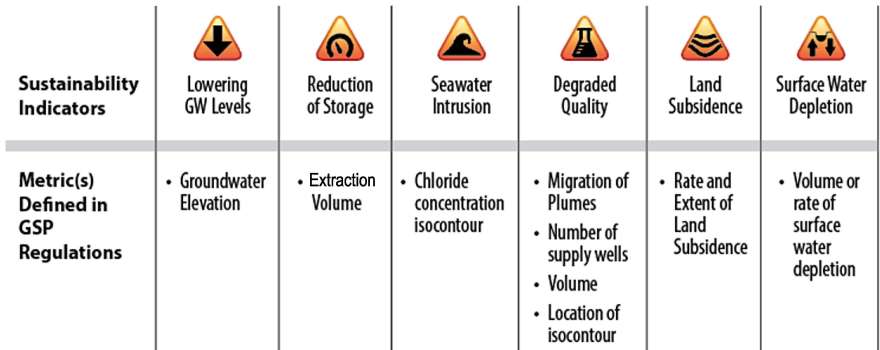 Sustainability
Indicators
Lowering
GW Levels
Reduction
of Storage
Seawater
Intrusion
Degraded
Quality
Land
Subsidence
Surface Water
Depletion
Metric(s)
Defined in
GSP
Regulations
• Groundwater
Elevation
• Extraction
Volume
• Chloride
concentration
isocontour
• Migration of
Plumes
• Number of
supply wells
• Volume
• Location of
isocontour
• Rate and
Extent of
Land
Subsidence
• Volume or
rate of
surface
water
depletion